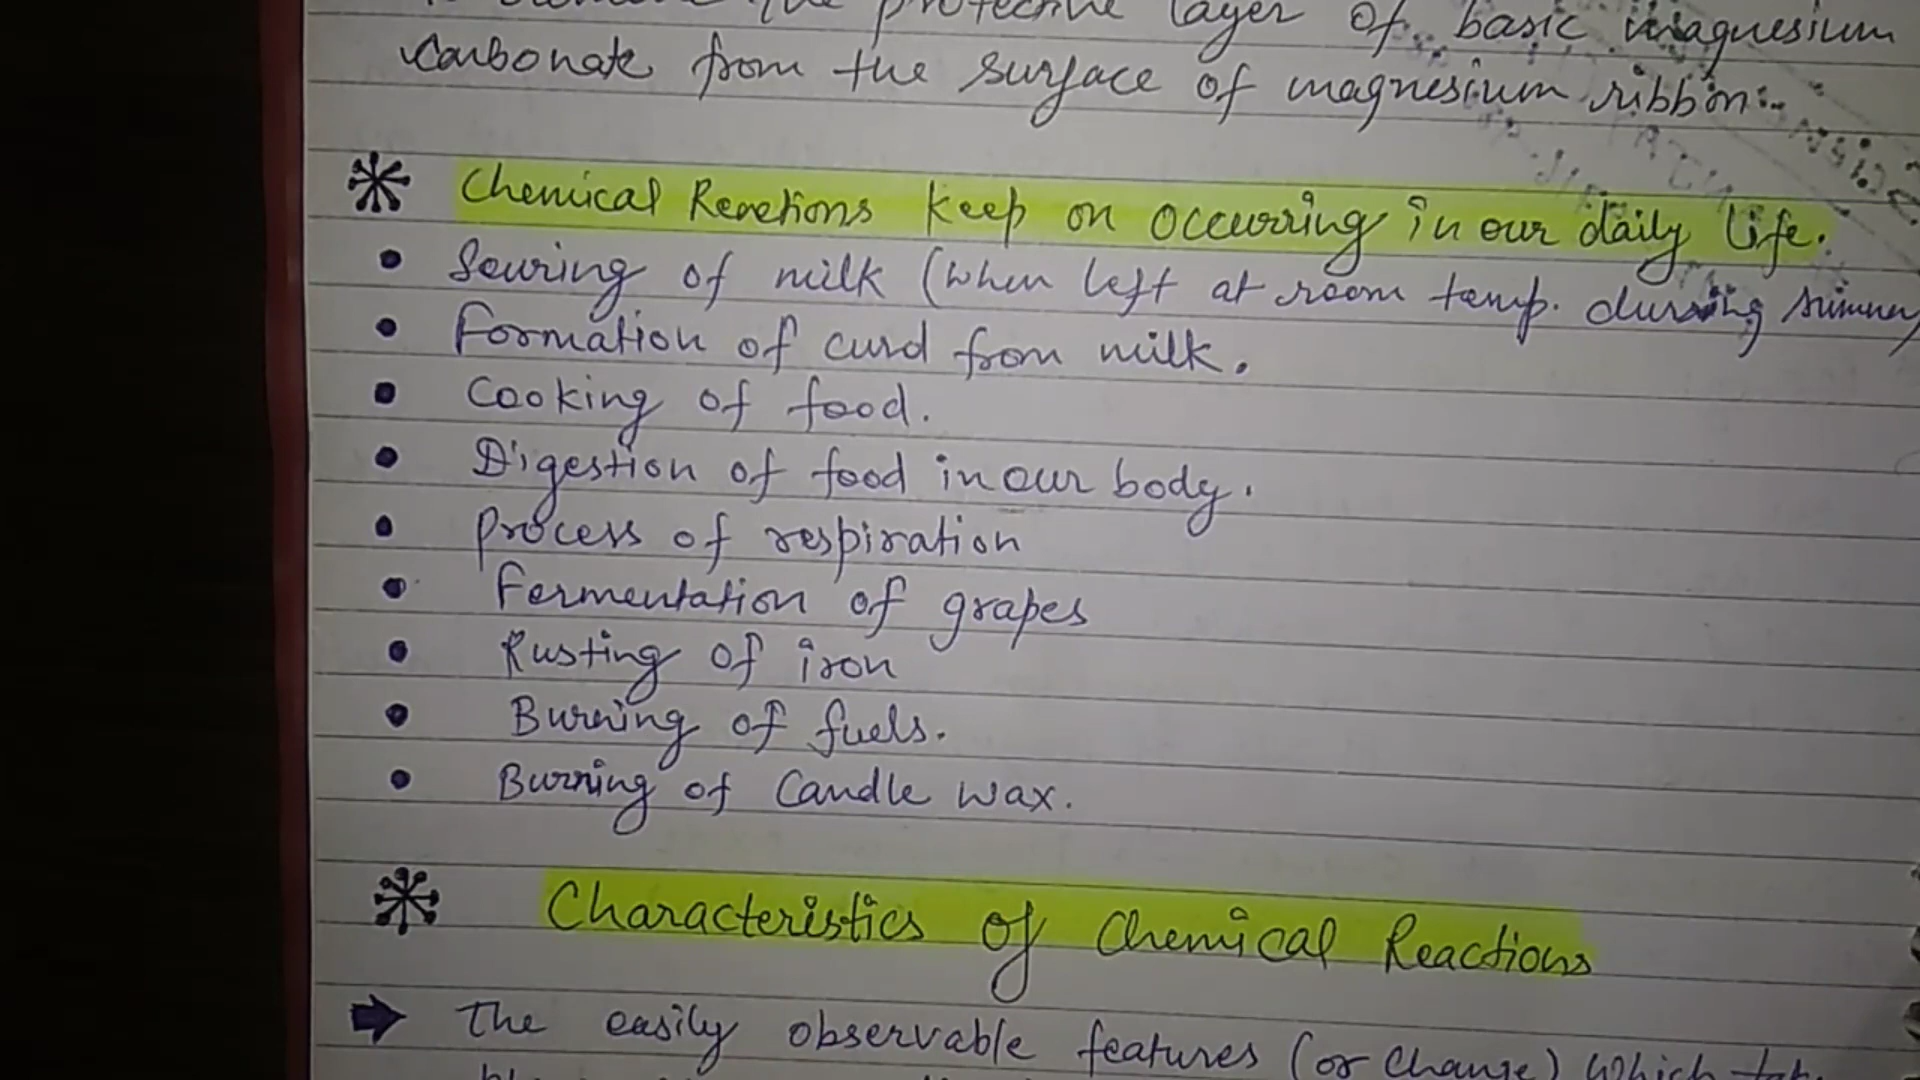 the protective layer of basic magnesium
carbonate from the surface of magnesium ribbon.
Chemical Reactions keep on occurring in our daily life.
• Souring of milk (when left at room temp. during summer
• Formation of curd from milk.
• Cooking of food.
• Digestion of food in our body.
• Process of respiration
• Fermentation of grapes
• Rusting of iron
• Burning of fuels.
• Burning of Candle wax.
Characteristics of Chemical Reactions
The easily observable features (or change) which